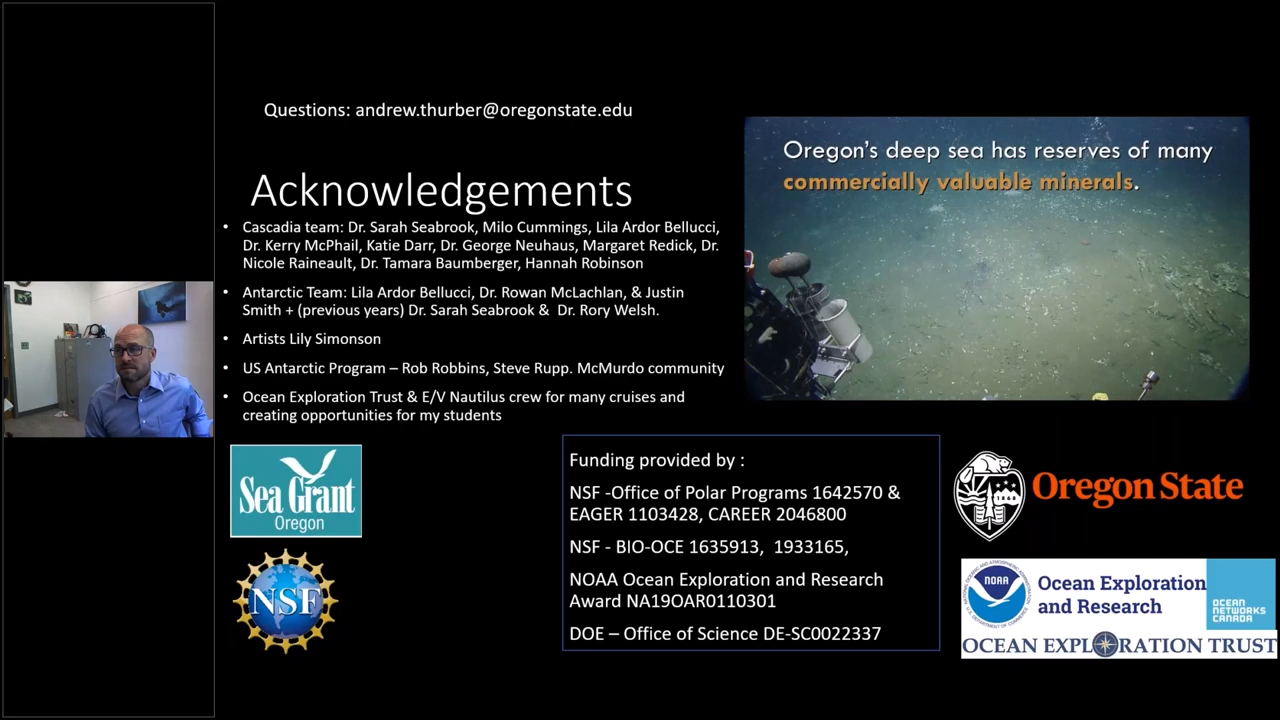 Questions: andrew.thurber@oregonstate.edu
Acknowledgements
• Cascadia team: Dr. Sarah Seabrook, Milo Cummings, Lila Ardor Bellucci,
Dr. Kerry McPhail, Katie Darr, Dr. George Neuhaus, Margaret Redick, Dr.
Nicole Raineault, Dr. Tamara Baumberger, Hannah Robinson
• Antarctic Team: Lila Ardor Bellucci, Dr. Rowan McLachlan, & Justin
Smith + (previous years) Dr. Sarah Seabrook & Dr. Rory Welsh.
• Artists Lily Simonson
• US Antarctic Program – Rob Robbins, Steve Rupp. McMurdo community
• Ocean Exploration Trust & E/V Nautilus crew for many cruises and
creating opportunities for my students
Oregon's deep sea has reserves of many
commercially valuable minerals.
Sea Grant
Oregon
NSF
Funding provided by :
NSF -Office of Polar Programs 1642570 &
EAGER 1103428, CAREER 2046800
NSF - BIO-OCE 1635913, 1933165,
NOAA Ocean Exploration and Research
Award NA19OAR0110301
DOE – Office of Science DE-SC0022337
Oregon State
NOAA
Ocean Exploration
and Research
OCEAN
NETWORKS
CANADA
OCEAN EXPLORATION TRUST